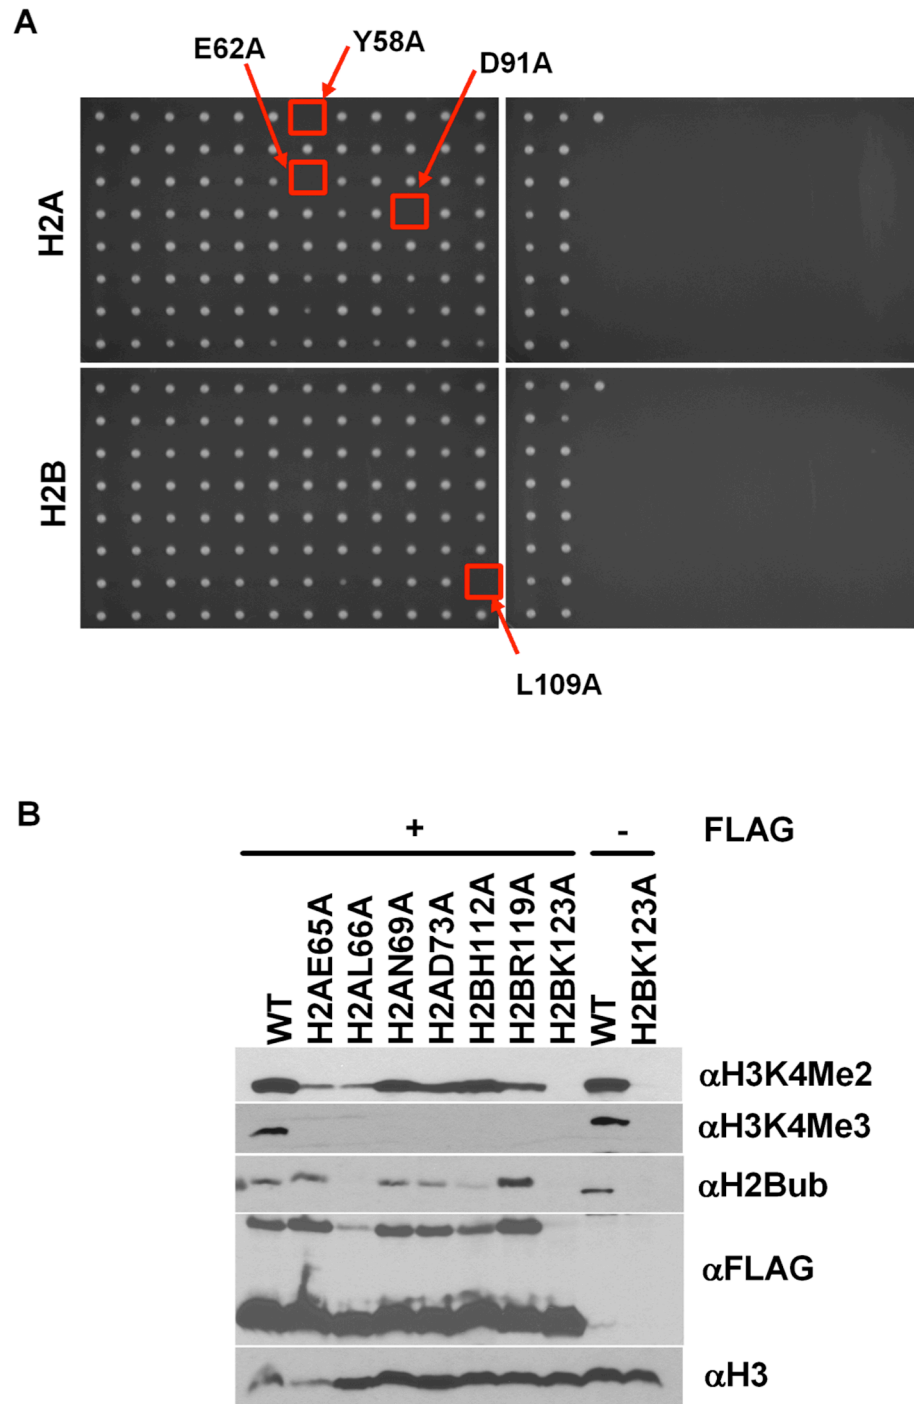 A
E62A
Y58A
D91A
H2A
H2B
L109A
B
+
-
FLAG
WT
H2AE65A
H2AL66A
H2AN69A
H2AD73A
H2BH112A
H2BR119A
H2BK123A
WT
H2BK123A
αH3K4Me2
αH3K4Me3
αH2Bub
αFLAG
αH3